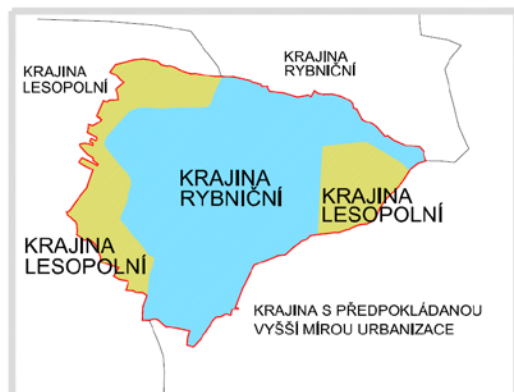 KRAJINA
LESOPOLNÍ
KRAJINA
RYBNIČNÍ
KRAJINA
RYBNIČNÍ
KRAJINA
LESOPOLNÍ
KRAJINA
LESOPOLNÍ
KRAJINA S PŘEDPOKLÁDANOU
VYŠŠÍ MÍROU URBANIZACE